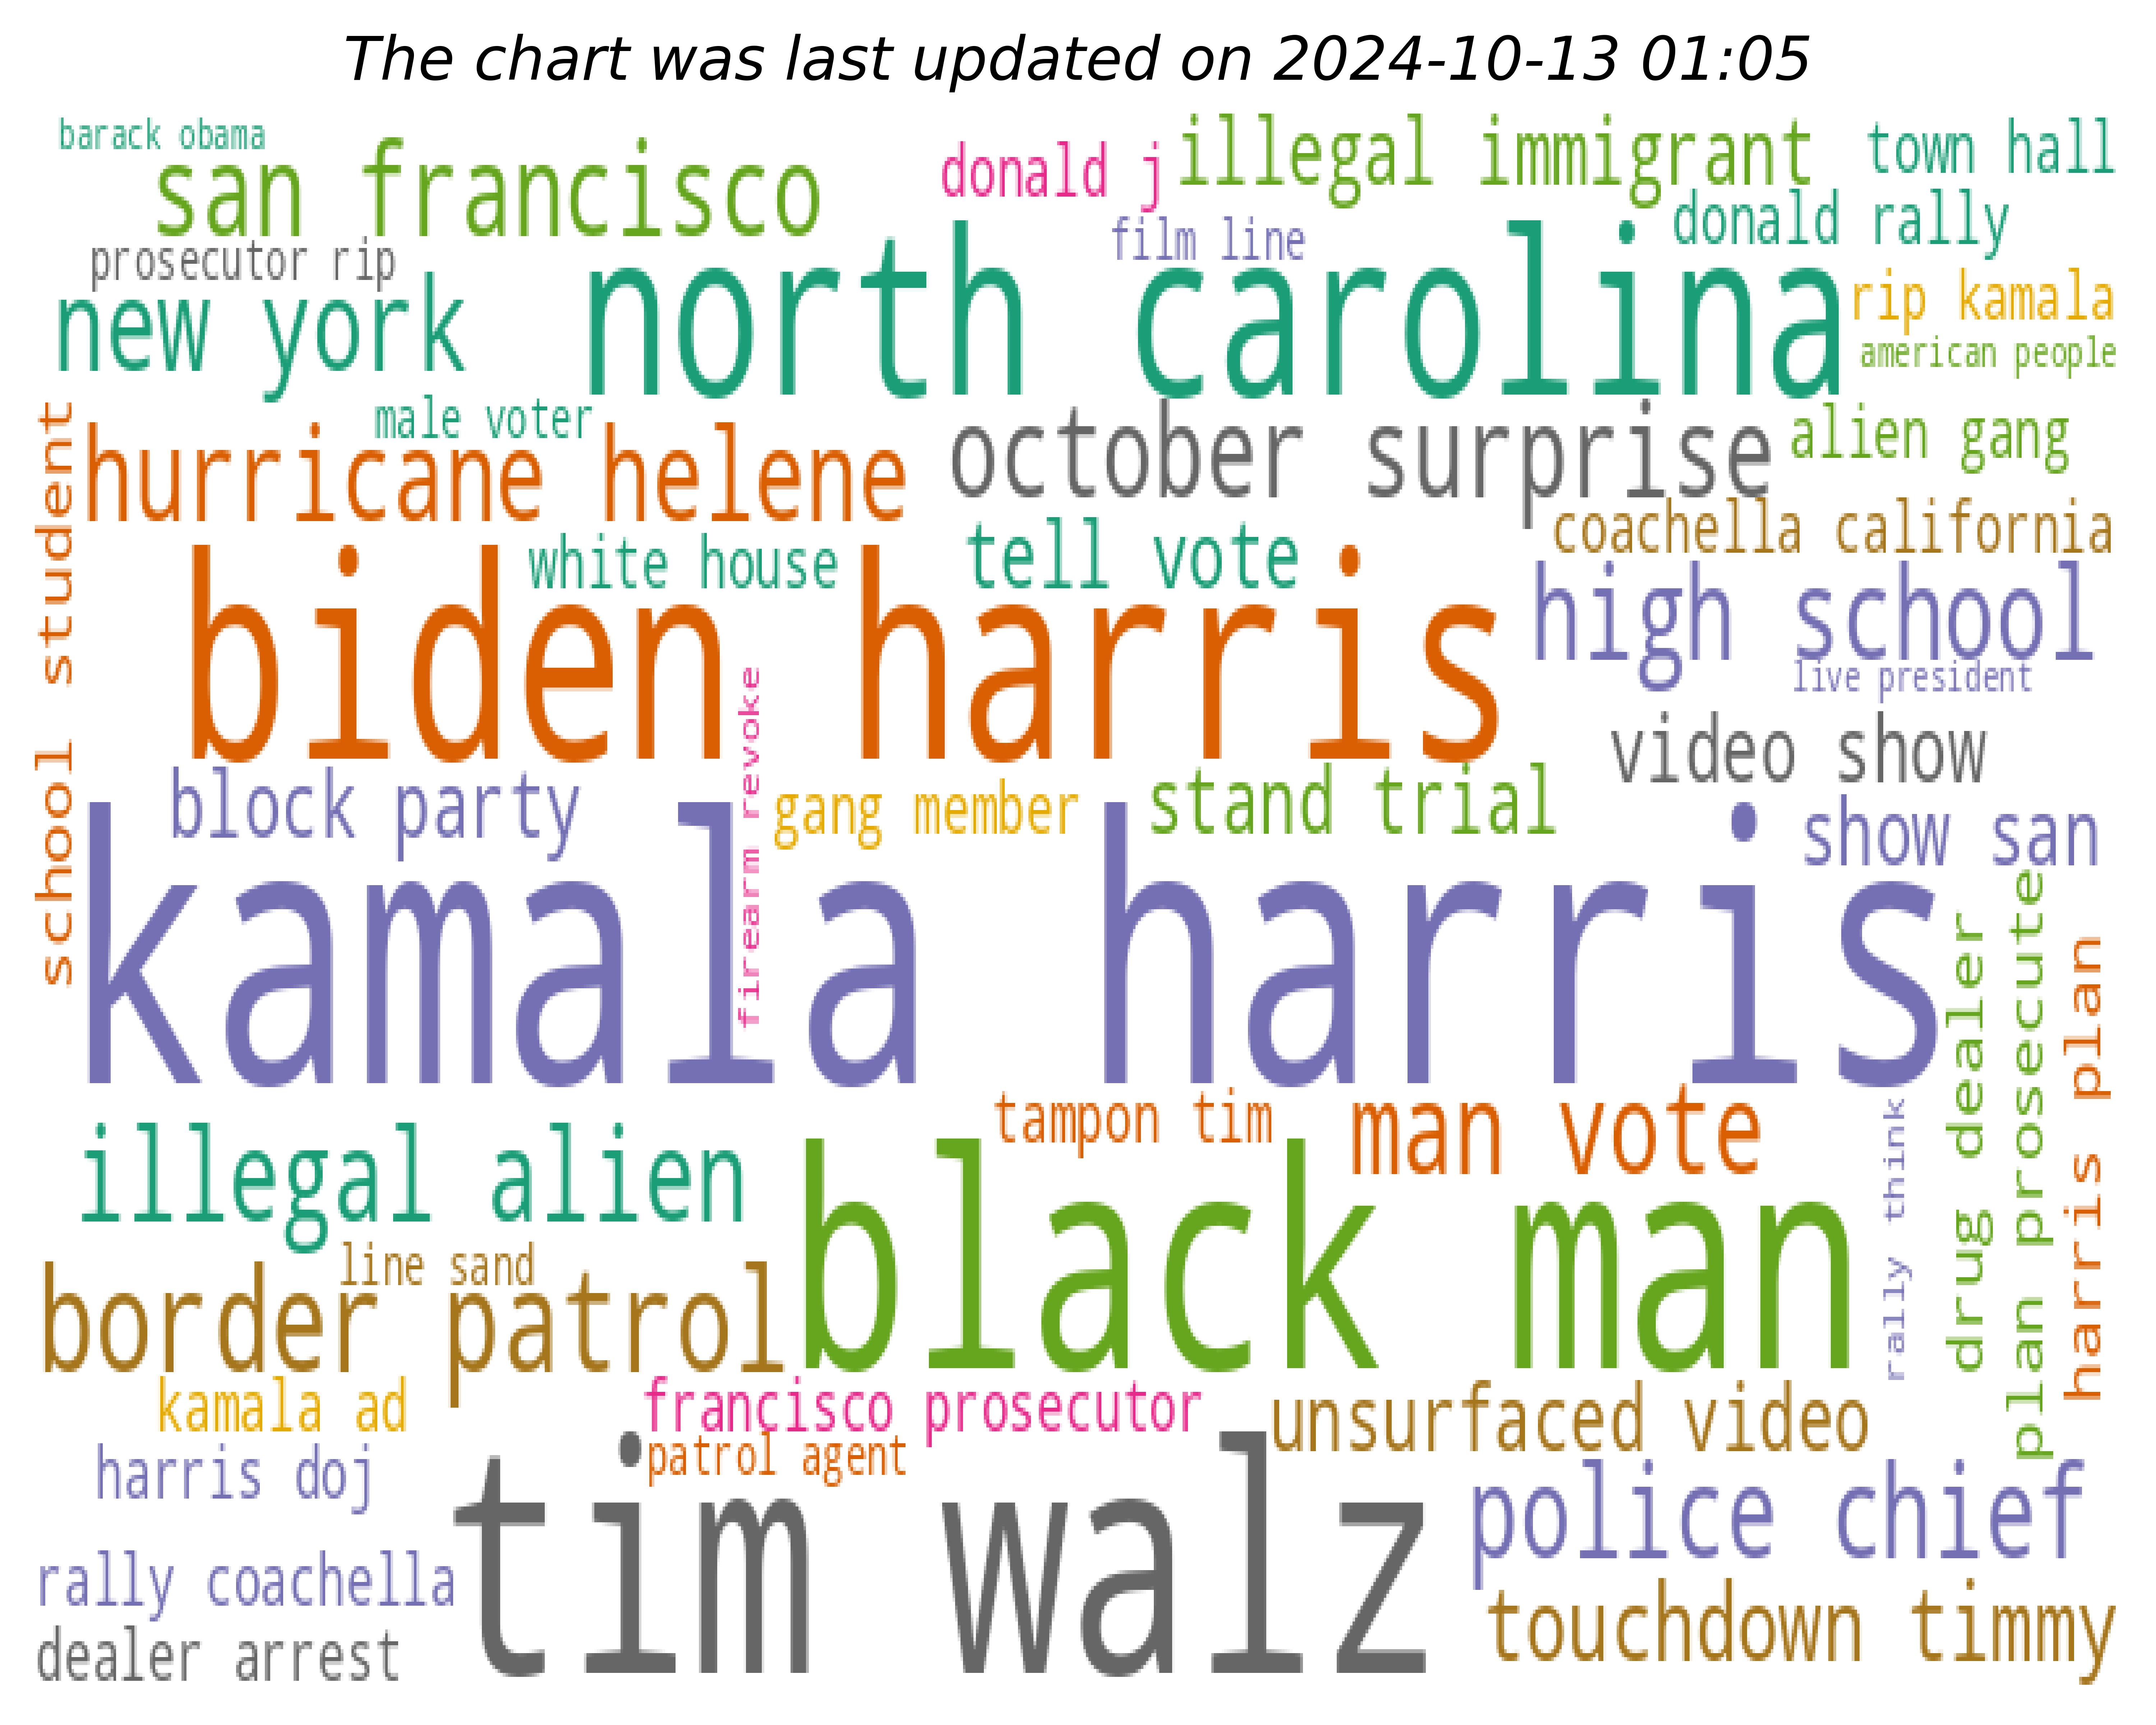 The chart was last updated on 2024-10-13 01:05
barack obama
san francisco
donald j
illegal immigrant
town hall
prosecutor rip
film line
donald rally
new york
north carolina
rip kamala
american people
male voter
school student
hurricane helene
october surprise
alien gang
coachella california
white house
tell vote
biden harris
high school
live president
firearm revoke
video show
block party
gang member
stand trial
show san
kamala harris
drug dealer
plan prosecute
harris plan
tampon tim
man vote
rally think
illegal alien
black man
line sand
border patrol
kamala ad
francisco prosecutor
unsurfaced video
patrol agent
harris doj
tim walz
police chief
rally coachella
touchdown timmy
dealer arrest